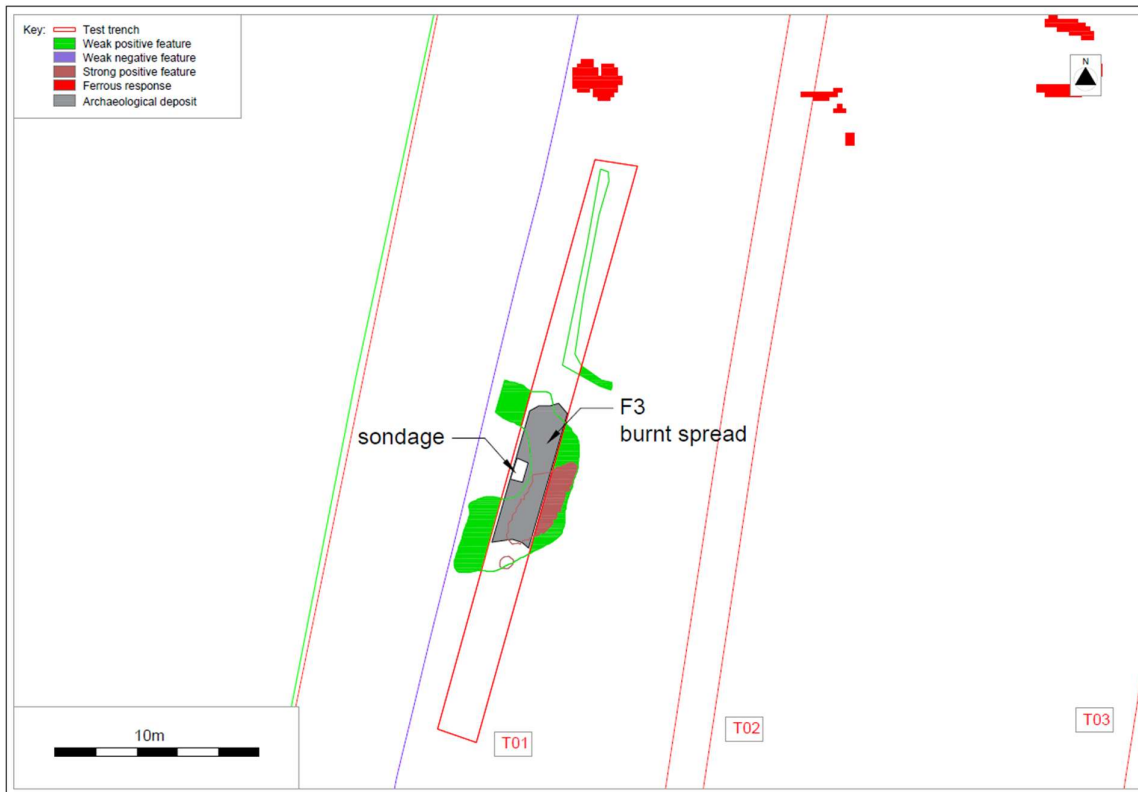 Key:
Test trench
Weak positive feature
Weak negative feature
Strong positive feature
Ferrous response
Archaeological deposit
N
F3
burnt spread
sondage
10m
T01
T02
T03